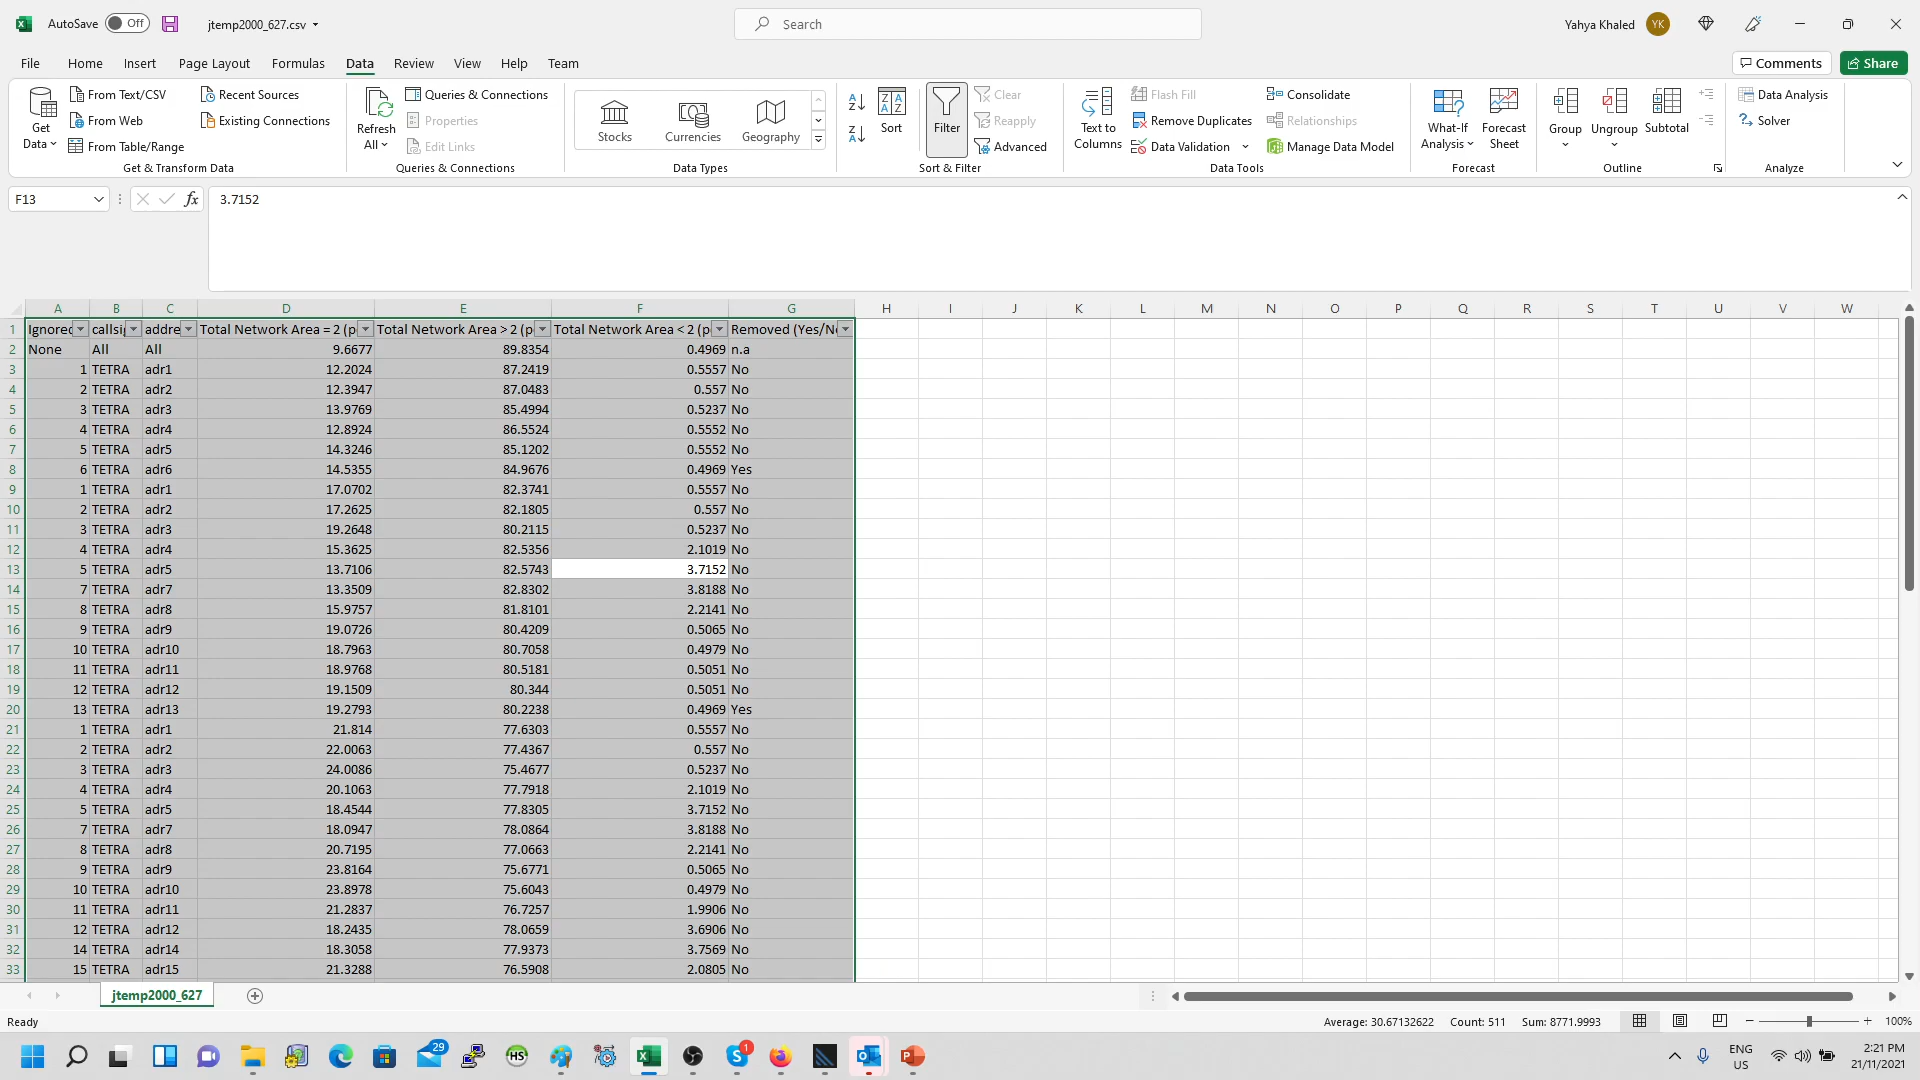 AutoSave Off jtemp2000_627.csv Search Yahya Khaled YK
File Home Insert Page Layout Formulas Data Review View Help Team Comments Share
Get Data From Text/CSV From Web From Table/Range Recent Sources Existing Connections
Get & Transform Data
Refresh All Queries & Connections Properties Edit Links
Queries & Connections
Stocks Currencies Geography
Data Types
Sort Filter Clear Reapply Advanced
Sort & Filter
Text to Columns Flash Fill Remove Duplicates Data Validation Consolidate Relationships Manage Data Model
Data Tools
What-If Analysis Forecast Sheet
Forecast
Group Ungroup Subtotal
Outline
Data Analysis Solver
Analyze
F13 fx 3.7152
A B C D E F G H I J K L M N O P Q R S T U V W
1 Ignored callsig addre Total Network Area = 2 (p Total Network Area > 2 (p Total Network Area < 2 (p Removed (Yes/No
2 None All All 9.6677 89.8354 0.4969 n.a
3 1 TETRA adr1 12.2024 87.2419 0.5557 No
4 2 TETRA adr2 12.3947 87.0483 0.557 No
5 3 TETRA adr3 13.9769 85.4994 0.5237 No
6 4 TETRA adr4 12.8924 86.5524 0.5552 No
7 5 TETRA adr5 14.3246 85.1202 0.5552 No
8 6 TETRA adr6 14.5355 84.9676 0.4969 Yes
9 1 TETRA adr1 17.0702 82.3741 0.5557 No
10 2 TETRA adr2 17.2625 82.1805 0.557 No
11 3 TETRA adr3 19.2648 80.2115 0.5237 No
12 4 TETRA adr4 15.3625 82.5356 2.1019 No
13 5 TETRA adr5 13.7106 82.5743 3.7152 No
14 7 TETRA adr7 13.3509 82.8302 3.8188 No
15 8 TETRA adr8 15.9757 81.8101 2.2141 No
16 9 TETRA adr9 19.0726 80.4209 0.5065 No
17 10 TETRA adr10 18.7963 80.7058 0.4979 No
18 11 TETRA adr11 18.9768 80.5181 0.5051 No
19 12 TETRA adr12 19.1509 80.344 0.5051 No
20 13 TETRA adr13 19.2793 80.2238 0.4969 Yes
21 1 TETRA adr1 21.814 77.6303 0.5557 No
22 2 TETRA adr2 22.0063 77.4367 0.557 No
23 3 TETRA adr3 24.0086 75.4677 0.5237 No
24 4 TETRA adr4 20.1063 77.7918 2.1019 No
25 5 TETRA adr5 18.4544 77.8305 3.7152 No
26 7 TETRA adr7 18.0947 78.0864 3.8188 No
27 8 TETRA adr8 20.7195 77.0663 2.2141 No
28 9 TETRA adr9 23.8164 75.6771 0.5065 No
29 10 TETRA adr10 23.8978 75.6043 0.4979 No
30 11 TETRA adr11 21.2837 76.7257 1.9906 No
31 12 TETRA adr12 18.2435 78.0659 3.6906 No
32 14 TETRA adr14 18.3058 77.9373 3.7569 No
33 15 TETRA adr15 21.3288 76.5908 2.0805 No
jtemp2000_627
Ready Average: 30.67132622 Count: 511 Sum: 8771.9993 100%
29 HS 1 ENG US 2:21 PM 21/11/2021